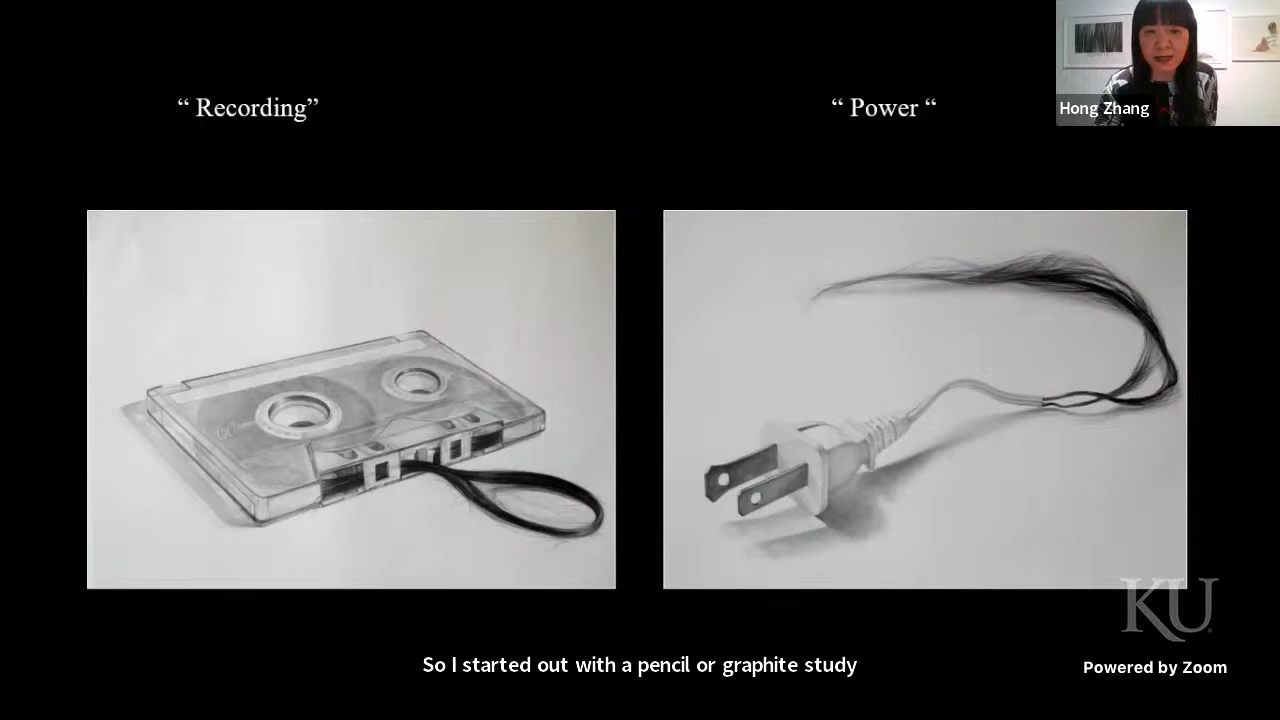 “ Recording”
“ Power “
Hong Zhang
KU
So I started out with a pencil or graphite study
Powered by Zoom